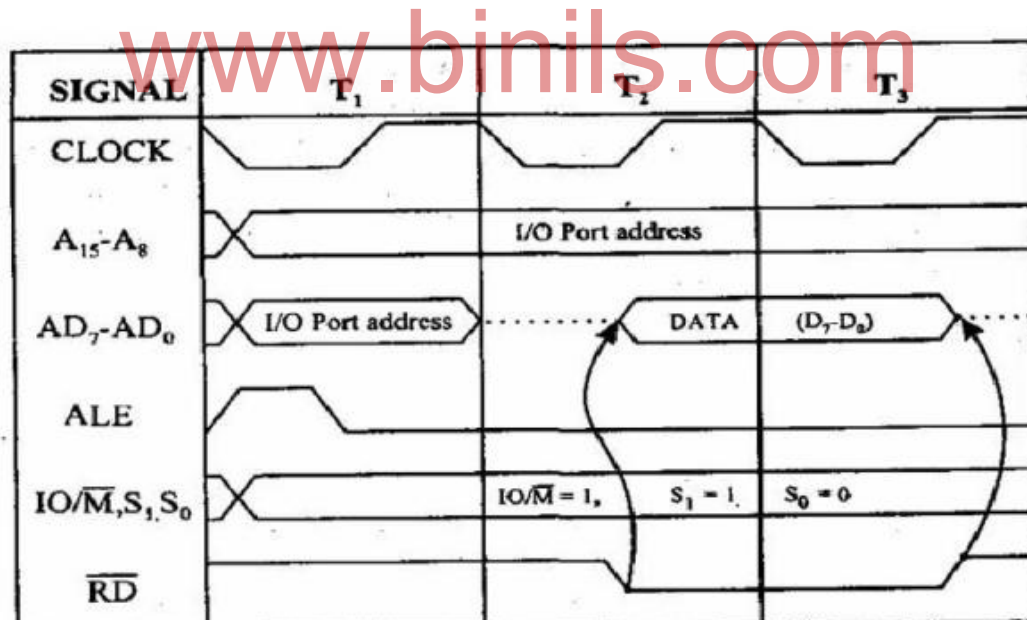 www.binils.com
SIGNAL T₁ T₂ T₃
CLOCK
A₁₅-A₈ I/O Port address
AD₇-AD₀ I/O Port address DATA (D₇-D₀)
ALE
IO/M̅,S₁,S₀ IO/M̅ = 1, S₁ = 1 S₀ = 0
R̅D̅